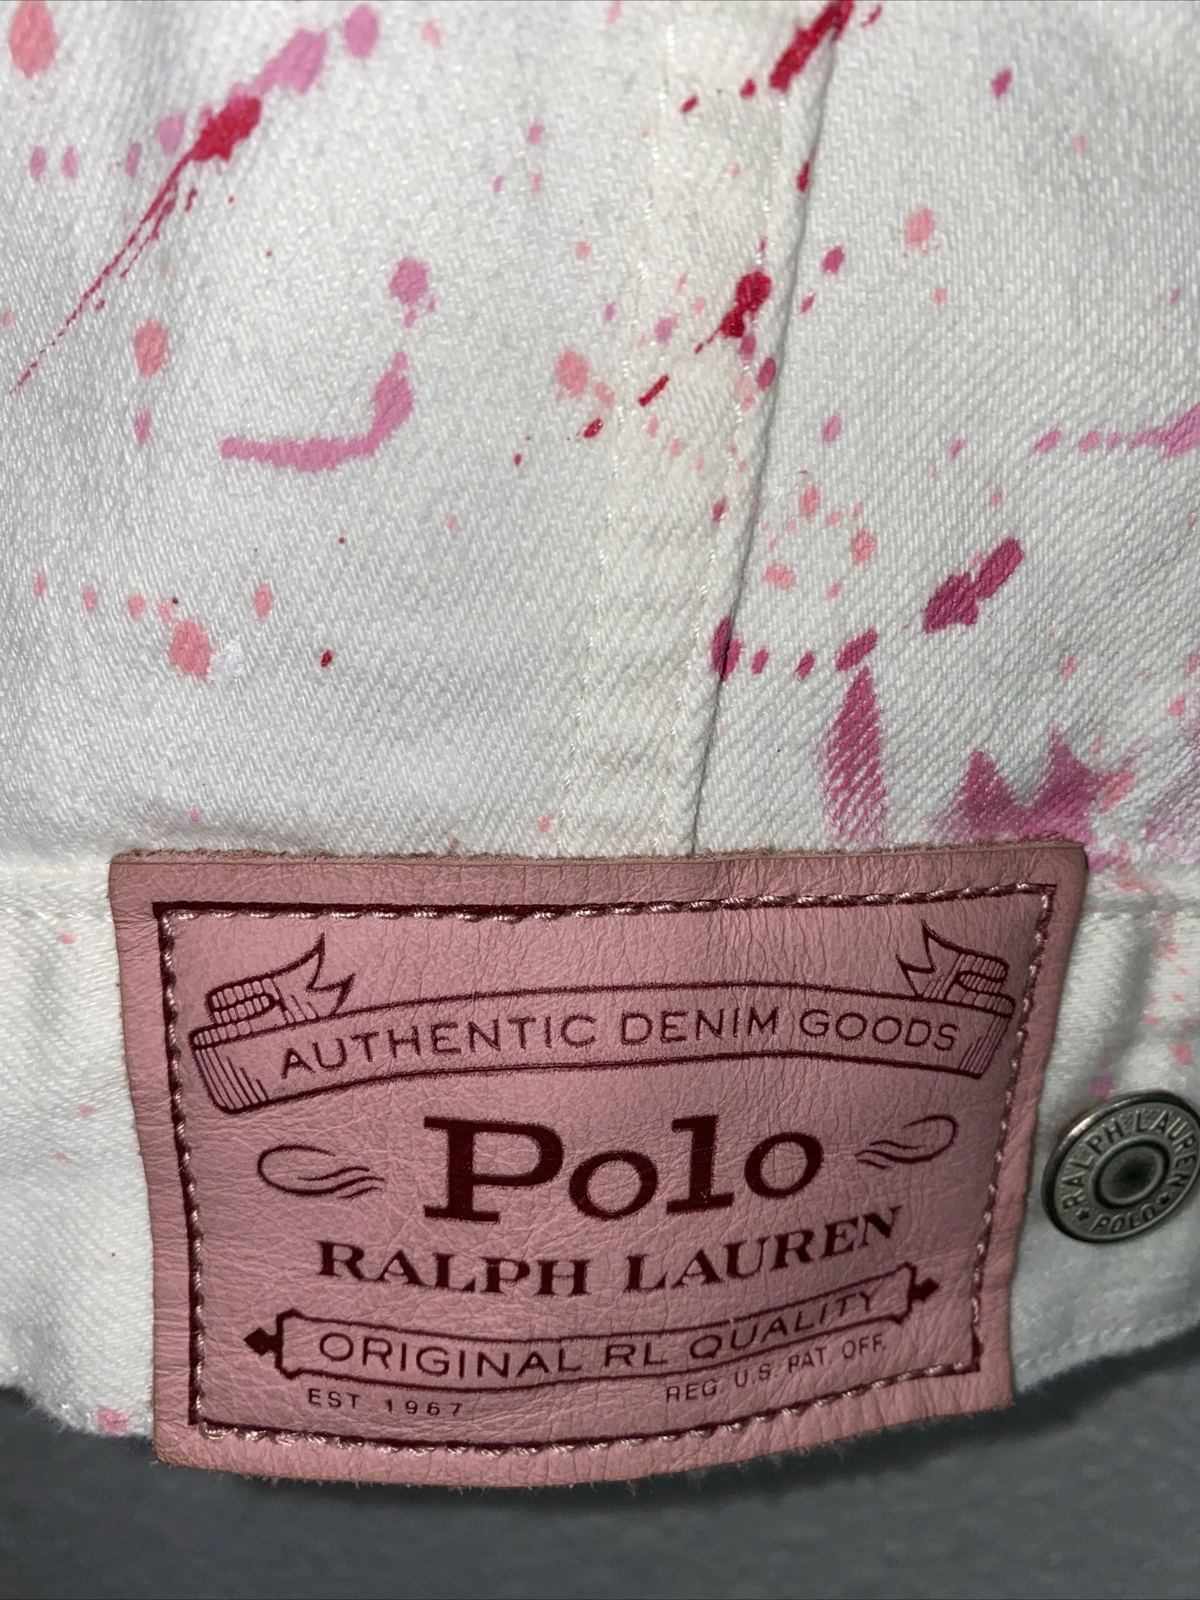 AUTHENTIC DENIM GOODS
Polo
RALPH LAUREN
ORIGINAL RL QUALITY
EST 1967
REG U.S. PAT. OFF.
RALPH LAUREN
POLO